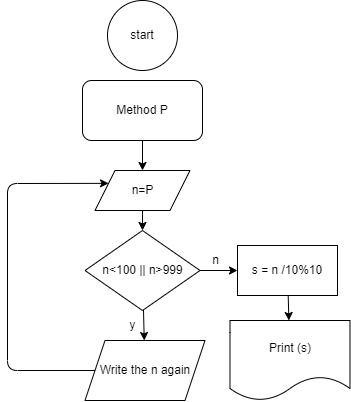 start
Method P
n=P
n<100 || n>999
n
s = n /10%10
y
Write the n again
Print (s)